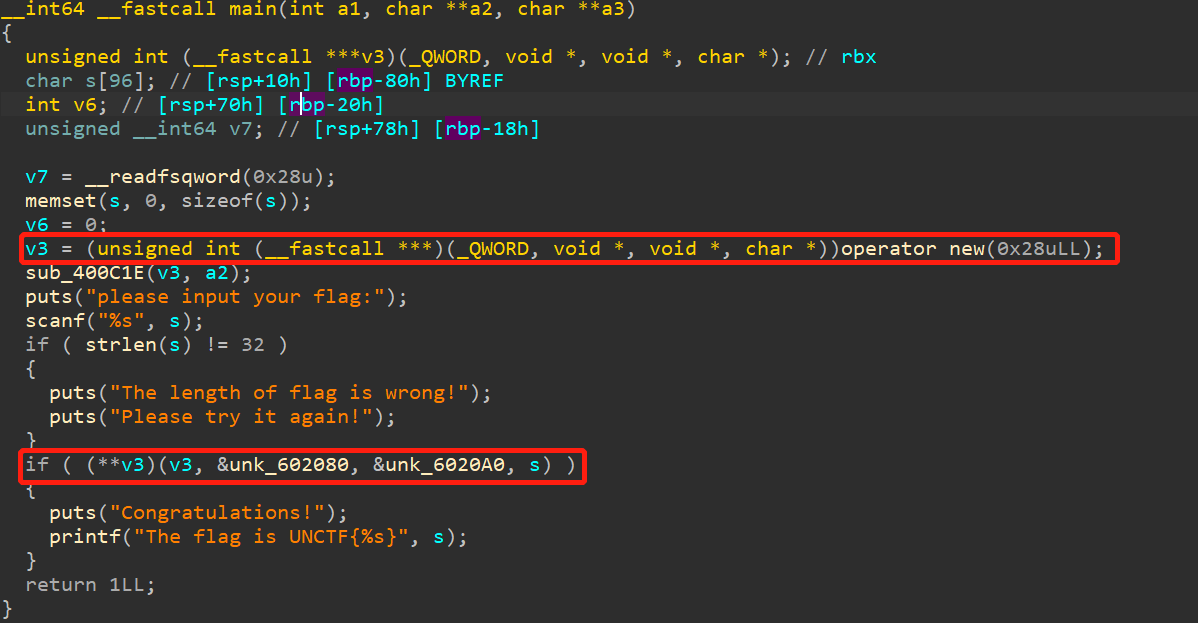 __int64 __fastcall main(int a1, char **a2, char **a3)
{
unsigned int (__fastcall ***v3)(_QWORD, void *, void *, char *); // rbx
char s[96]; // [rsp+10h] [rbp-80h] BYREF
int v6; // [rsp+70h] [rbp-20h]
unsigned __int64 v7; // [rsp+78h] [rbp-18h]
v7 = __readfsqword(0x28u);
memset(s, 0, sizeof(s));
v6 = 0;
v3 = (unsigned int (__fastcall ***)(_QWORD, void *, void *, char *))operator new(0x28uLL);
sub_400C1E(v3, a2);
puts("please input your flag:");
scanf("%s", s);
if ( strlen(s) != 32 )
{
puts("The length of flag is wrong!");
puts("Please try it again!");
}
if ( (**v3)(v3, &unk_602080, &unk_6020A0, s) )
{
puts("Congratulations!");
printf("The flag is UNCTF{%s}", s);
}
return 1LL;
}